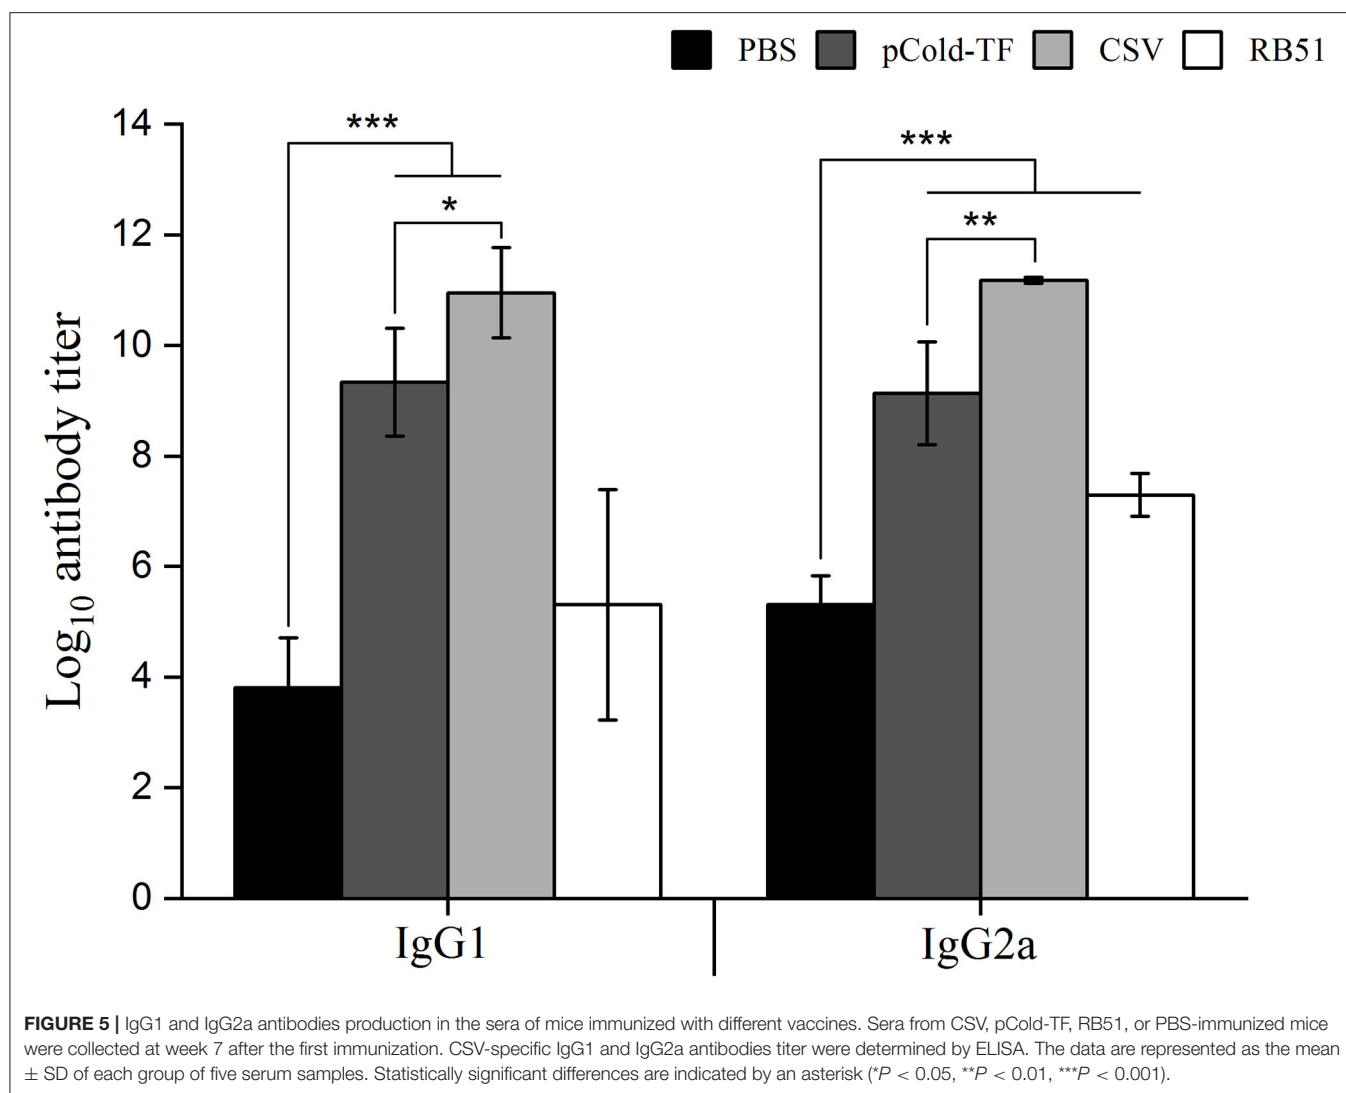 PBS pCold-TF CSV RB51
14
12
10
8
6
4
2
0
Log10 antibody titer
***
*
***
**
IgG1 IgG2a
FIGURE 5 | IgG1 and IgG2a antibodies production in the sera of mice immunized with different vaccines. Sera from CSV, pCold-TF, RB51, or PBS-immunized mice
were collected at week 7 after the first immunization. CSV-specific IgG1 and IgG2a antibodies titer were determined by ELISA. The data are represented as the mean
± SD of each group of five serum samples. Statistically significant differences are indicated by an asterisk (*P < 0.05, **P < 0.01, ***P < 0.001).